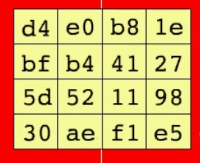 d4 e0 b8 1e
bf b4 41 27
5d 52 11 98
30 ae f1 e5